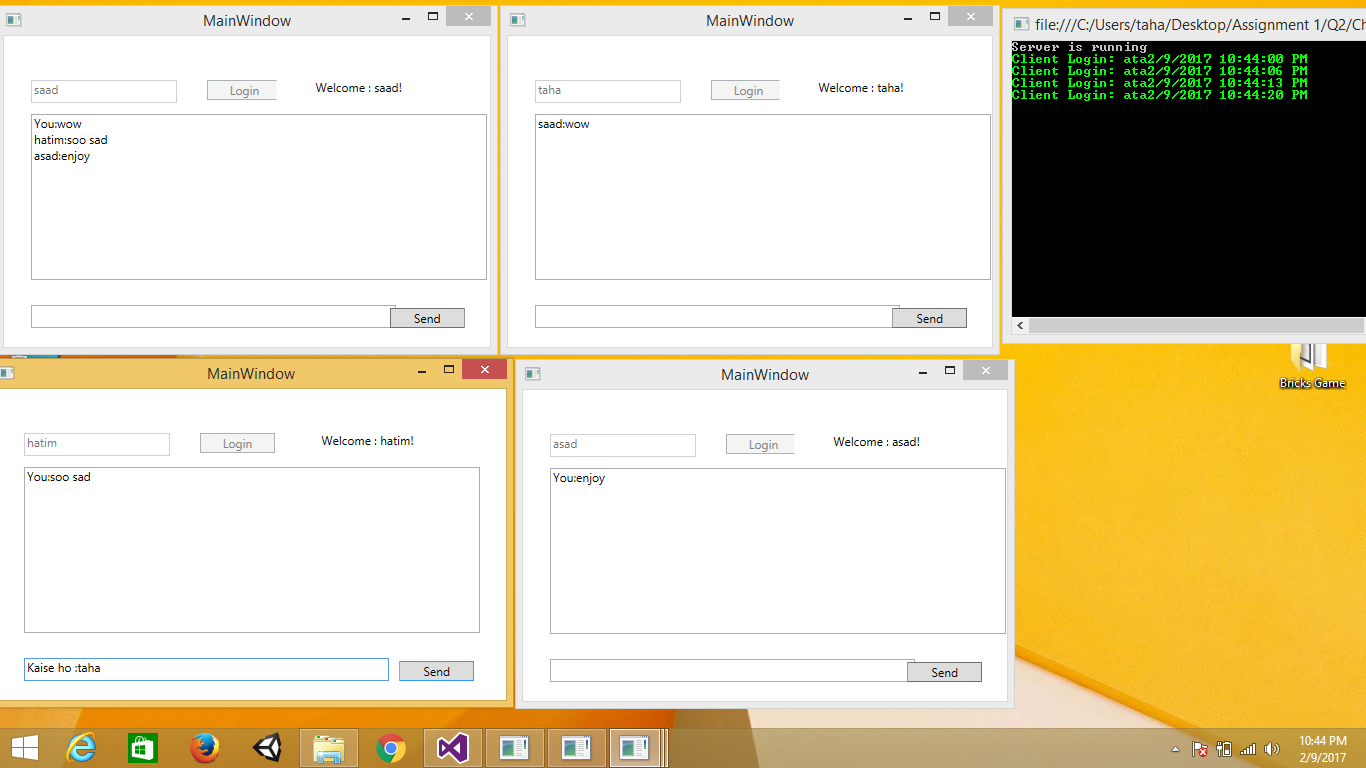 MainWindow
saad
Login
Welcome : saad!
You:wow
hatim:soo sad
asad:enjoy
Send
MainWindow
taha
Login
Welcome : taha!
saad:wow
Send
file:///C:/Users/taha/Desktop/Assignment 1/Q2/Ch
Server is running
Client Login: ata2/9/2017 10:44:00 PM
Client Login: ata2/9/2017 10:44:06 PM
Client Login: ata2/9/2017 10:44:13 PM
Client Login: ata2/9/2017 10:44:20 PM
Bricks Game
MainWindow
hatim
Login
Welcome : hatim!
You:soo sad
Kaise ho :taha
Send
MainWindow
asad
Login
Welcome : asad!
You:enjoy
Send
10:44 PM
2/9/2017